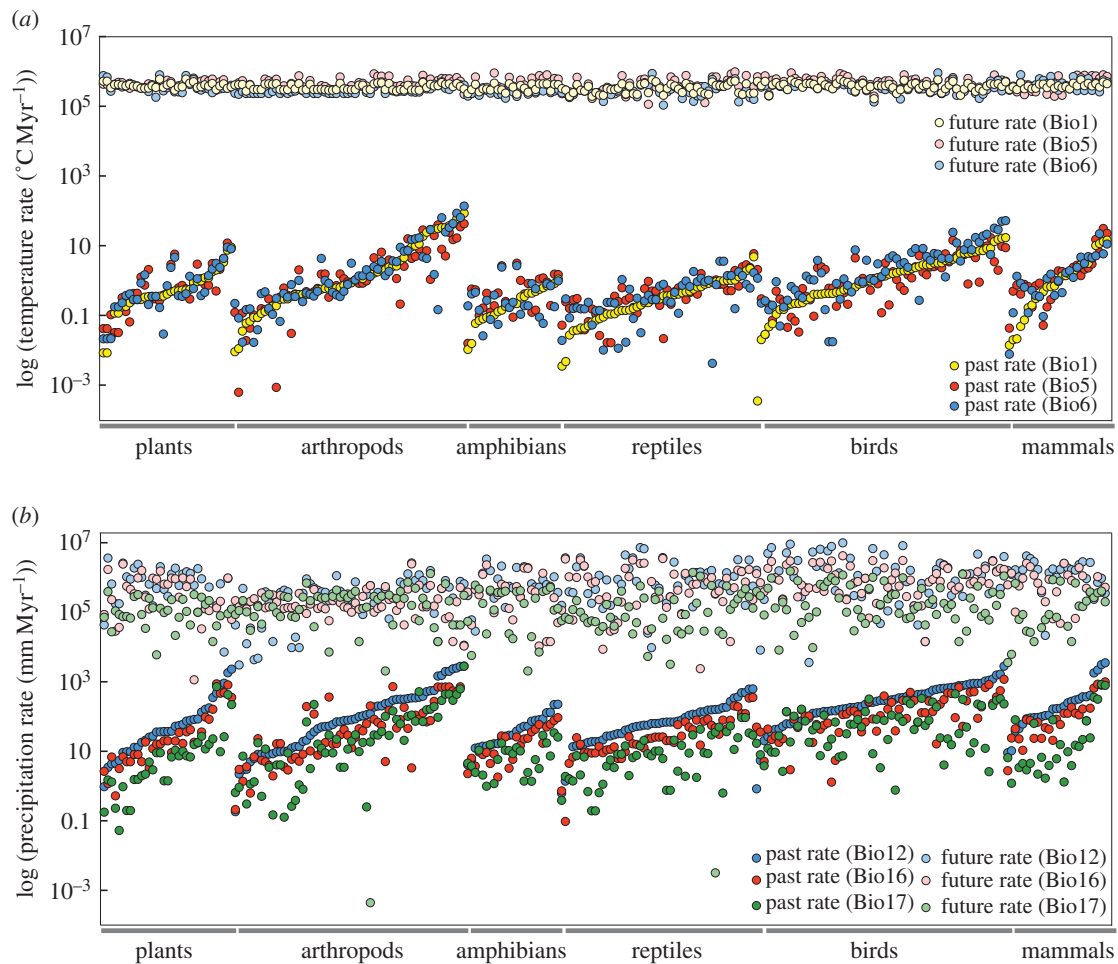 (a)
10⁷
10⁵
10³
10
0.1
10⁻³
log (temperature rate (°C Myr⁻¹))
future rate (Bio1)
future rate (Bio5)
future rate (Bio6)
past rate (Bio1)
past rate (Bio5)
past rate (Bio6)
plants arthropods amphibians reptiles birds mammals
(b)
10⁷
10⁵
10³
10
0.1
10⁻³
log (precipitation rate (mm Myr⁻¹))
past rate (Bio12) future rate (Bio12)
past rate (Bio16) future rate (Bio16)
past rate (Bio17) future rate (Bio17)
plants arthropods amphibians reptiles birds mammals